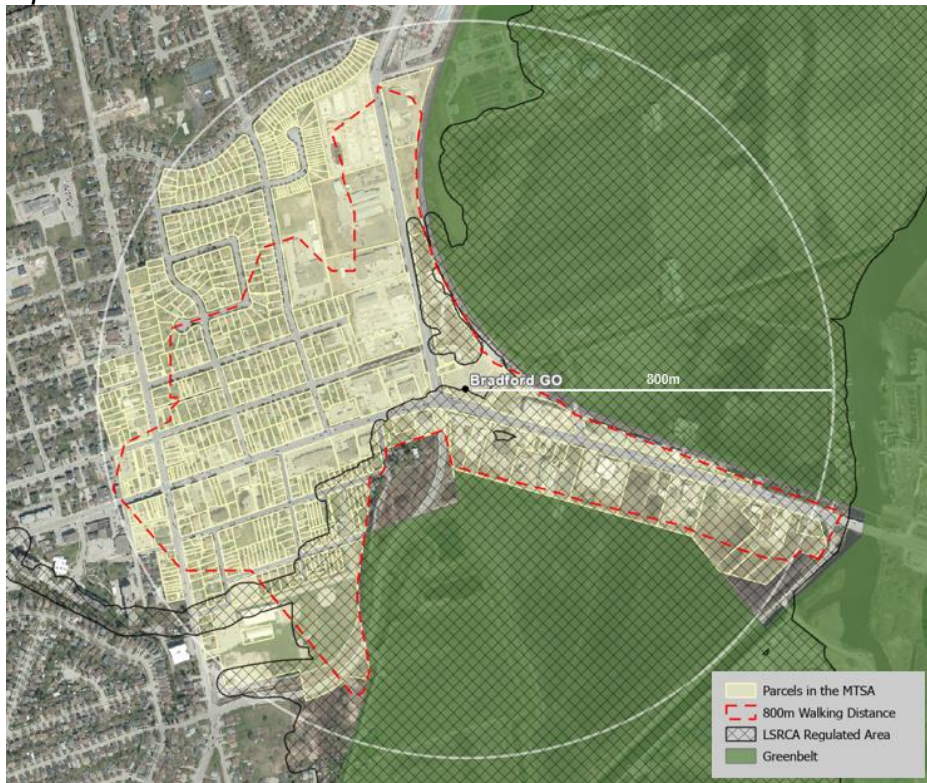 Bradford GO
800m
Parcels in the MTSA
800m Walking Distance
LSRCA Regulated Area
Greenbelt